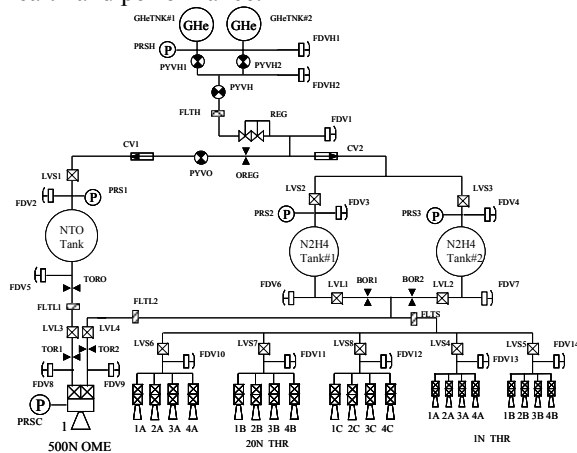 GHeTNK#1 GHeTNK#2
GHe GHe
PRSH P FDVH1
PYVH1 PYVH2
PYVH FDVH2
FLTH REG
FDV1
CV1 CV2
PYVO OREG
LVS1 LVS2 LVS3
FDV2 P PRS1 PRS2 P FDV3 PRS3 P FDV4
NTO Tank
N2H4 Tank#1
N2H4 Tank#2
FDV5 TORO FDV6 LVL1 BOR1 BOR2 LVL2 FDV7
FLTL1 FLTL2 FLTS
LVL3 LVL4 LVS6 LVS7 LVS8 LVS4 LVS5
TOR1 TOR2 FDV10 FDV11 FDV12 FDV13 FDV14
FDV8 FDV9
P
PRSC 1
1A 2A 3A 4A 1B 2B 3B 4B 1C 2C 3C 4C 1A 2A 3A 4A 1B 2B 3B 4B
500N OME 20N THR 1N THR